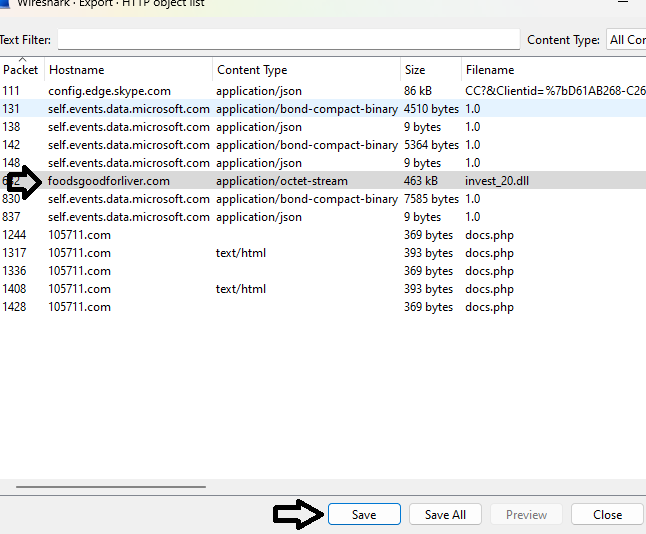 Wireshark · Export · HTTP object list
Text Filter: Content Type: All Con
Packet Hostname Content Type Size Filename
111 config.edge.skype.com application/json 86 kB CC?&Clientid=%7bD61AB268-C26
131 self.events.data.microsoft.com application/bond-compact-binary 4510 bytes 1.0
138 self.events.data.microsoft.com application/json 9 bytes 1.0
142 self.events.data.microsoft.com application/bond-compact-binary 5364 bytes 1.0
148 self.events.data.microsoft.com application/json 9 bytes 1.0
foodsgoodforliver.com application/octet-stream 463 kB invest_20.dll
830 self.events.data.microsoft.com application/bond-compact-binary 7585 bytes 1.0
837 self.events.data.microsoft.com application/json 9 bytes 1.0
1244 105711.com 369 bytes docs.php
1317 105711.com text/html 393 bytes docs.php
1336 105711.com 369 bytes docs.php
1408 105711.com text/html 393 bytes docs.php
1428 105711.com 369 bytes docs.php
Save Save All Preview Close